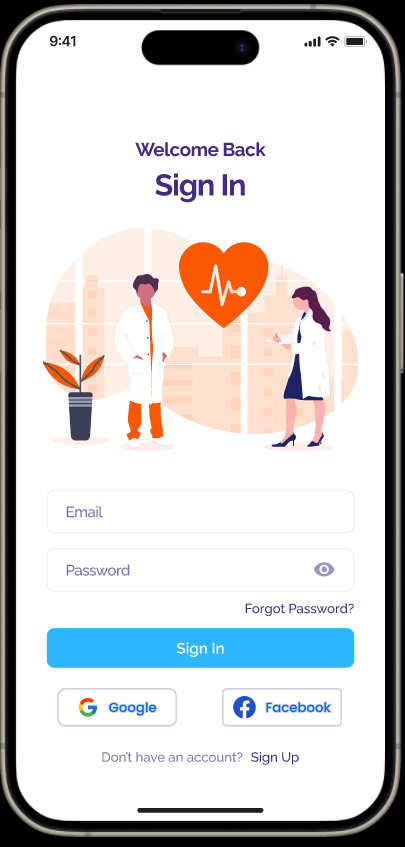 9:41
Welcome Back
Sign In
Email
Password
Forgot Password?
Sign In
Google
Facebook
Don't have an account? Sign Up